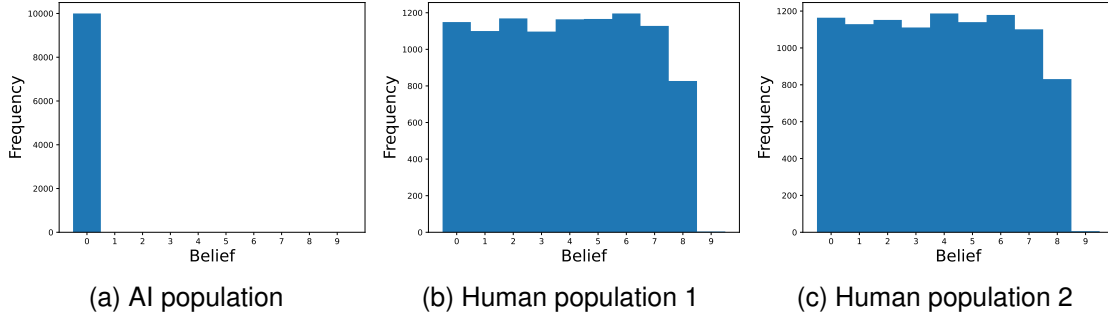 10000
8000
6000
4000
2000
0
Frequency
0 1 2 3 4 5 6 7 8 9
Belief
(a) AI population
1200
1000
800
600
400
200
0
Frequency
0 1 2 3 4 5 6 7 8 9
Belief
(b) Human population 1
1200
1000
800
600
400
200
0
Frequency
0 1 2 3 4 5 6 7 8 9
Belief
(c) Human population 2